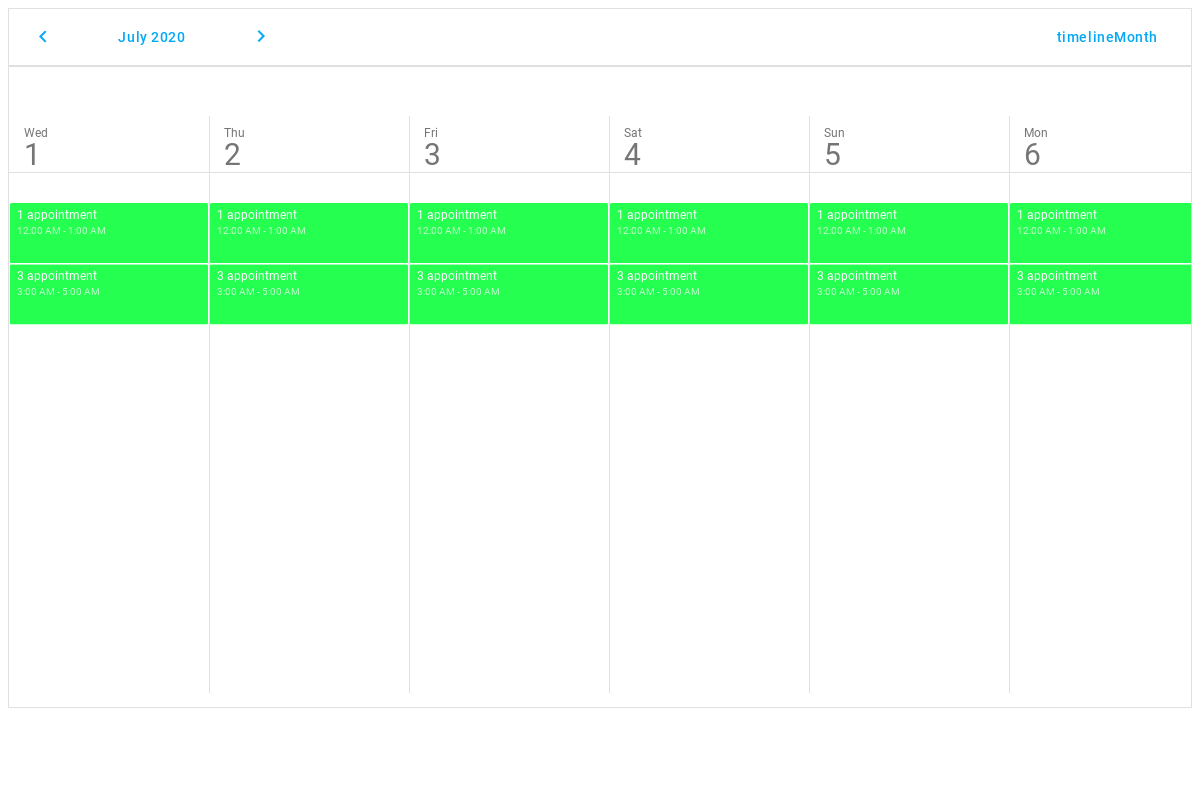 July 2020
timelineMonth
Wed
1
Thu
2
Fri
3
Sat
4
Sun
5
Mon
6
1 appointment
12:00 AM - 1:00 AM
1 appointment
12:00 AM - 1:00 AM
1 appointment
12:00 AM - 1:00 AM
1 appointment
12:00 AM - 1:00 AM
1 appointment
12:00 AM - 1:00 AM
1 appointment
12:00 AM - 1:00 AM
3 appointment
3:00 AM - 5:00 AM
3 appointment
3:00 AM - 5:00 AM
3 appointment
3:00 AM - 5:00 AM
3 appointment
3:00 AM - 5:00 AM
3 appointment
3:00 AM - 5:00 AM
3 appointment
3:00 AM - 5:00 AM